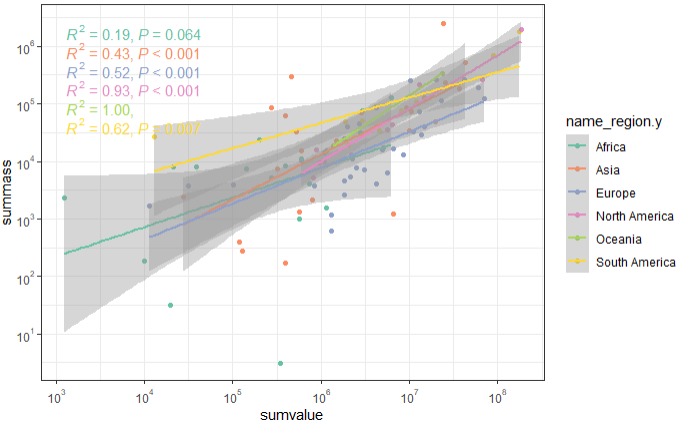 R² = 0.19, P = 0.064
R² = 0.43, P < 0.001
R² = 0.52, P < 0.001
R² = 0.93, P < 0.001
R² = 1.00,
R² = 0.62, P = 0.007
10⁶
10⁵
10⁴
10³
10²
10¹
summass
10³ 10⁴ 10⁵ 10⁶ 10⁷ 10⁸
sumvalue
name_region.y
Africa
Asia
Europe
North America
Oceania
South America